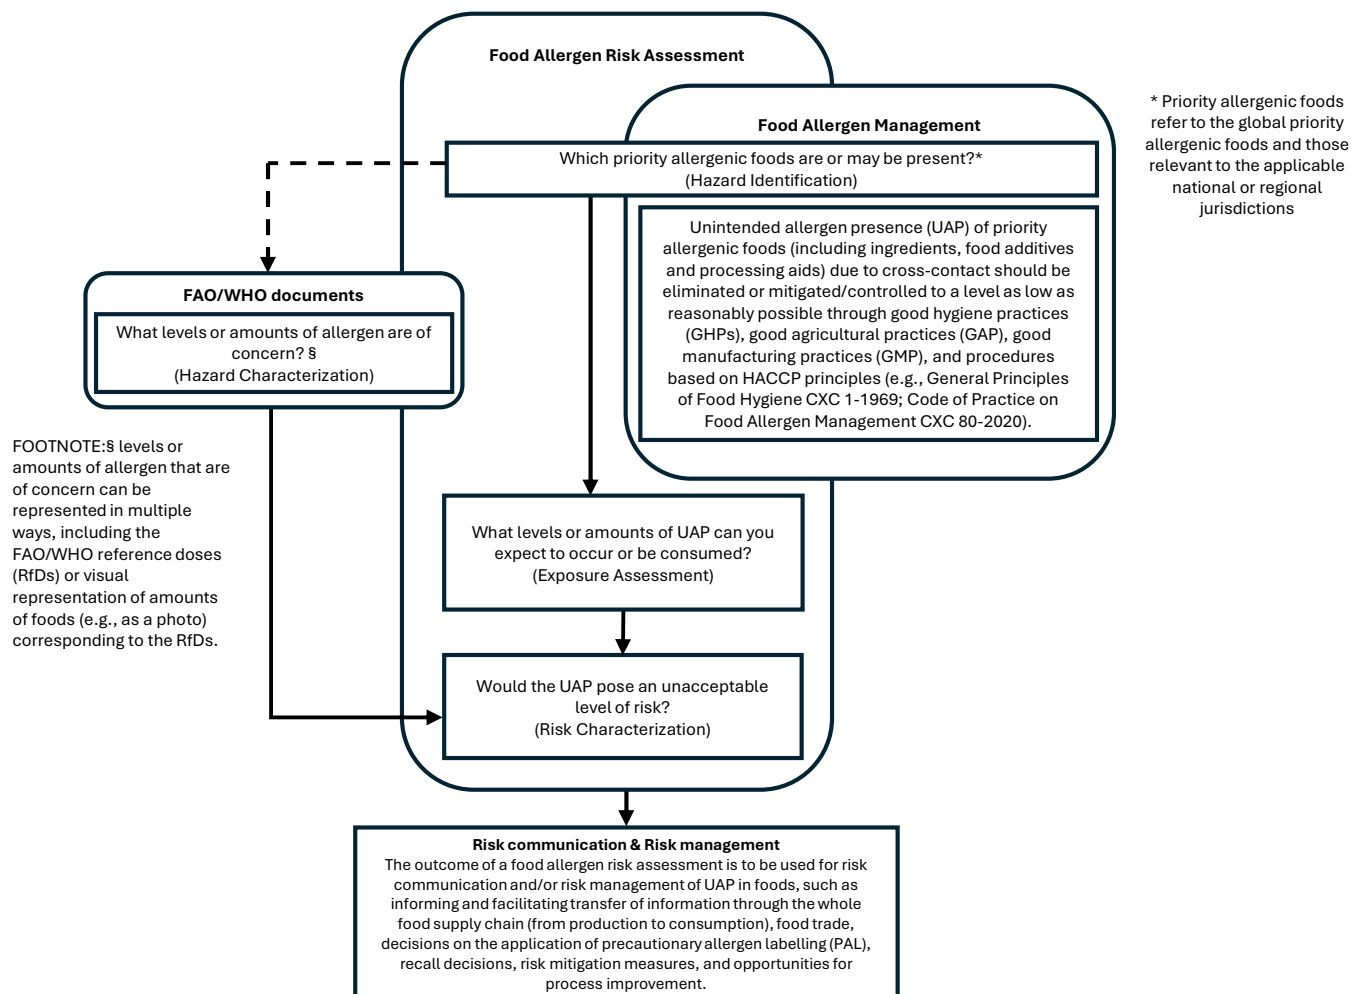 Food Allergen Risk Assessment
Food Allergen Management
Which priority allergenic foods are or may be present?*
(Hazard Identification)
* Priority allergenic foods
refer to the global priority
allergenic foods and those
relevant to the applicable
national or regional
jurisdictions
Unintended allergen presence (UAP) of priority
allergenic foods (including ingredients, food additives
and processing aids) due to cross-contact should be
eliminated or mitigated/controlled to a level as low as
reasonably possible through good hygiene practices
(GHPs), good agricultural practices (GAP), good
manufacturing practices (GMP), and procedures
based on HACCP principles (e.g., General Principles
of Food Hygiene CXC 1-1969; Code of Practice on
Food Allergen Management CXC 80-2020).
FAO/WHO documents
What levels or amounts of allergen are of
concern? §
(Hazard Characterization)
FOOTNOTE:§ levels or
amounts of allergen that are
of concern can be
represented in multiple
ways, including the
FAO/WHO reference doses
(RfDs) or visual
representation of amounts
of foods (e.g., as a photo)
corresponding to the RfDs.
What levels or amounts of UAP can you
expect to occur or be consumed?
(Exposure Assessment)
Would the UAP pose an unacceptable
level of risk?
(Risk Characterization)
Risk communication & Risk management
The outcome of a food allergen risk assessment is to be used for risk
communication and/or risk management of UAP in foods, such as
informing and facilitating transfer of information through the whole
food supply chain (from production to consumption), food trade,
decisions on the application of precautionary allergen labelling (PAL),
recall decisions, risk mitigation measures, and opportunities for
process improvement.